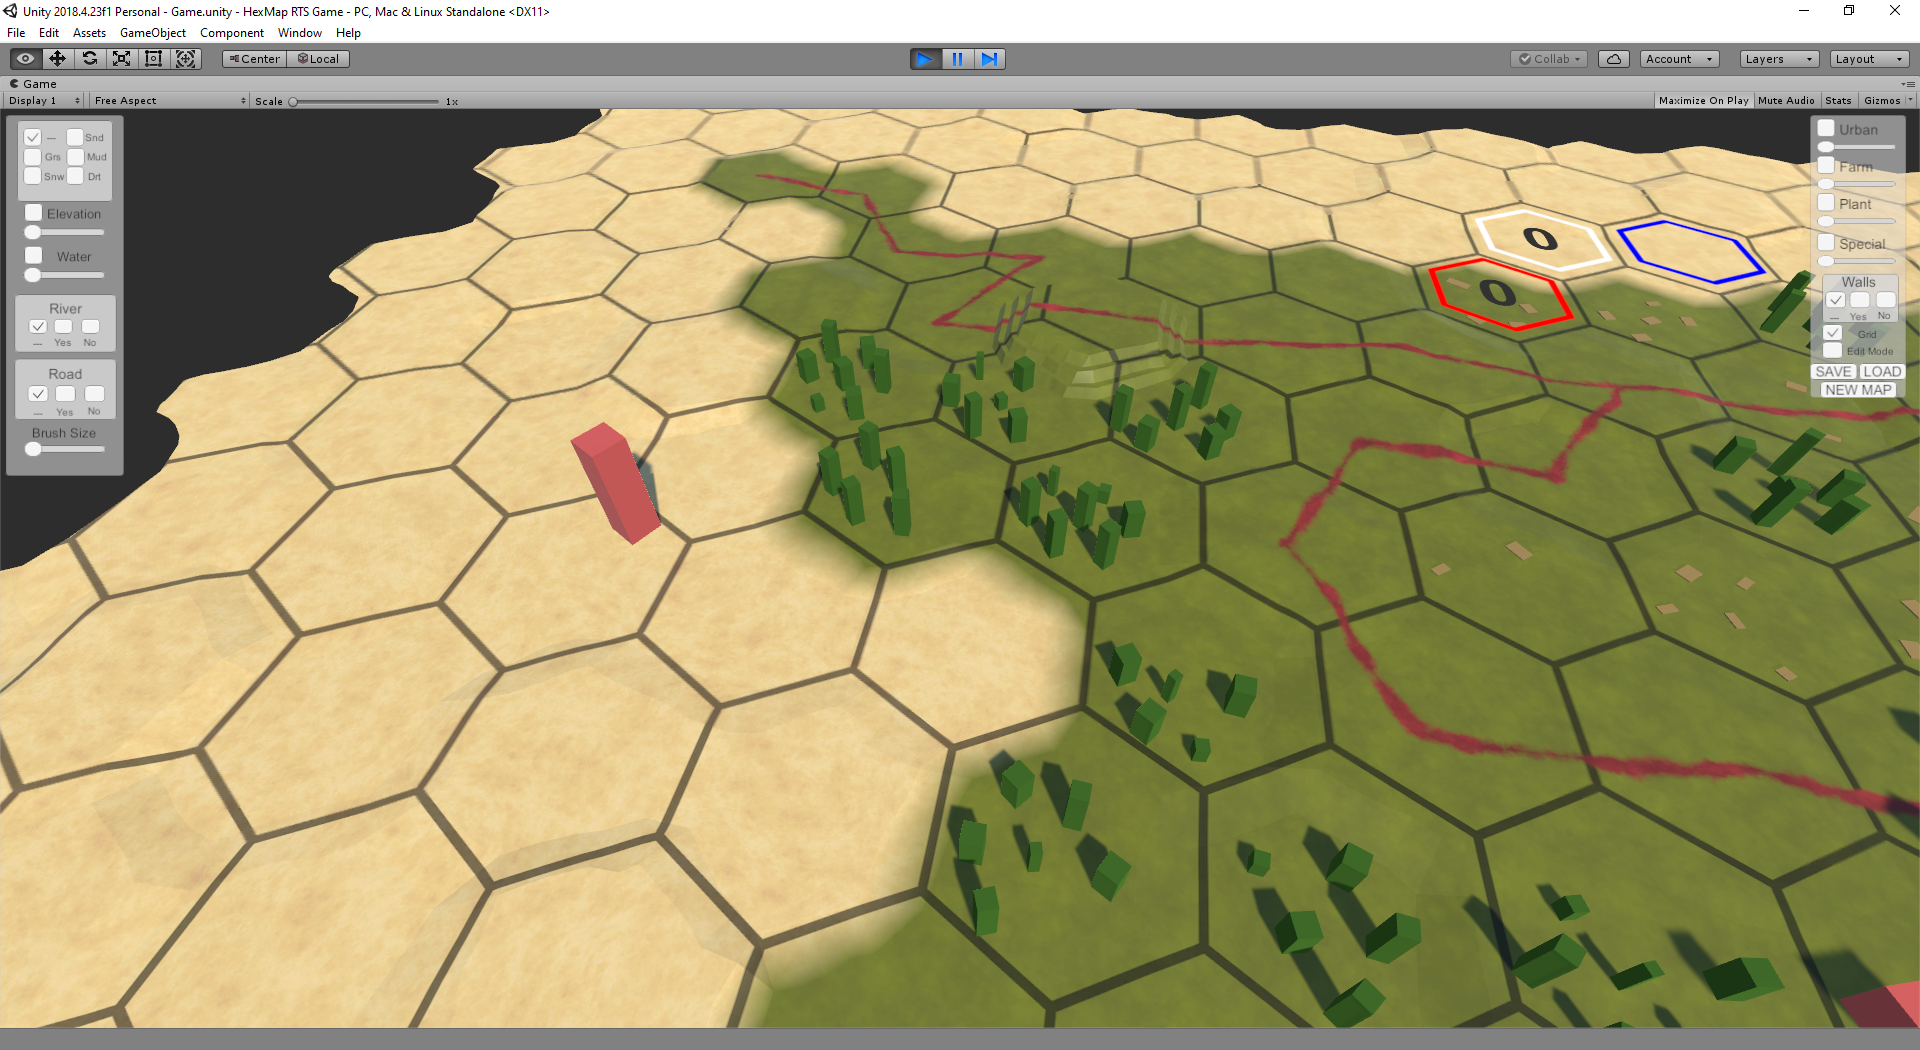 Unity 2018.4.23f1 Personal - Game.unity - HexMap RTS Game - PC, Mac & Linux Standalone <DX11>
File Edit Assets GameObject Component Window Help
Center Local Collab Account Layers Layout
Game
Display 1 Free Aspect Scale 1x Maximize On Play Mute Audio Stats Gizmos
--- Snd
Grs Mud
Snw Drt
Elevation
Water
River
--- Yes No
Road
--- Yes No
Brush Size
0
0
Urban
Farm
Plant
Special
Walls
--- Yes No
Grid
Edit Mode
SAVE LOAD
NEW MAP